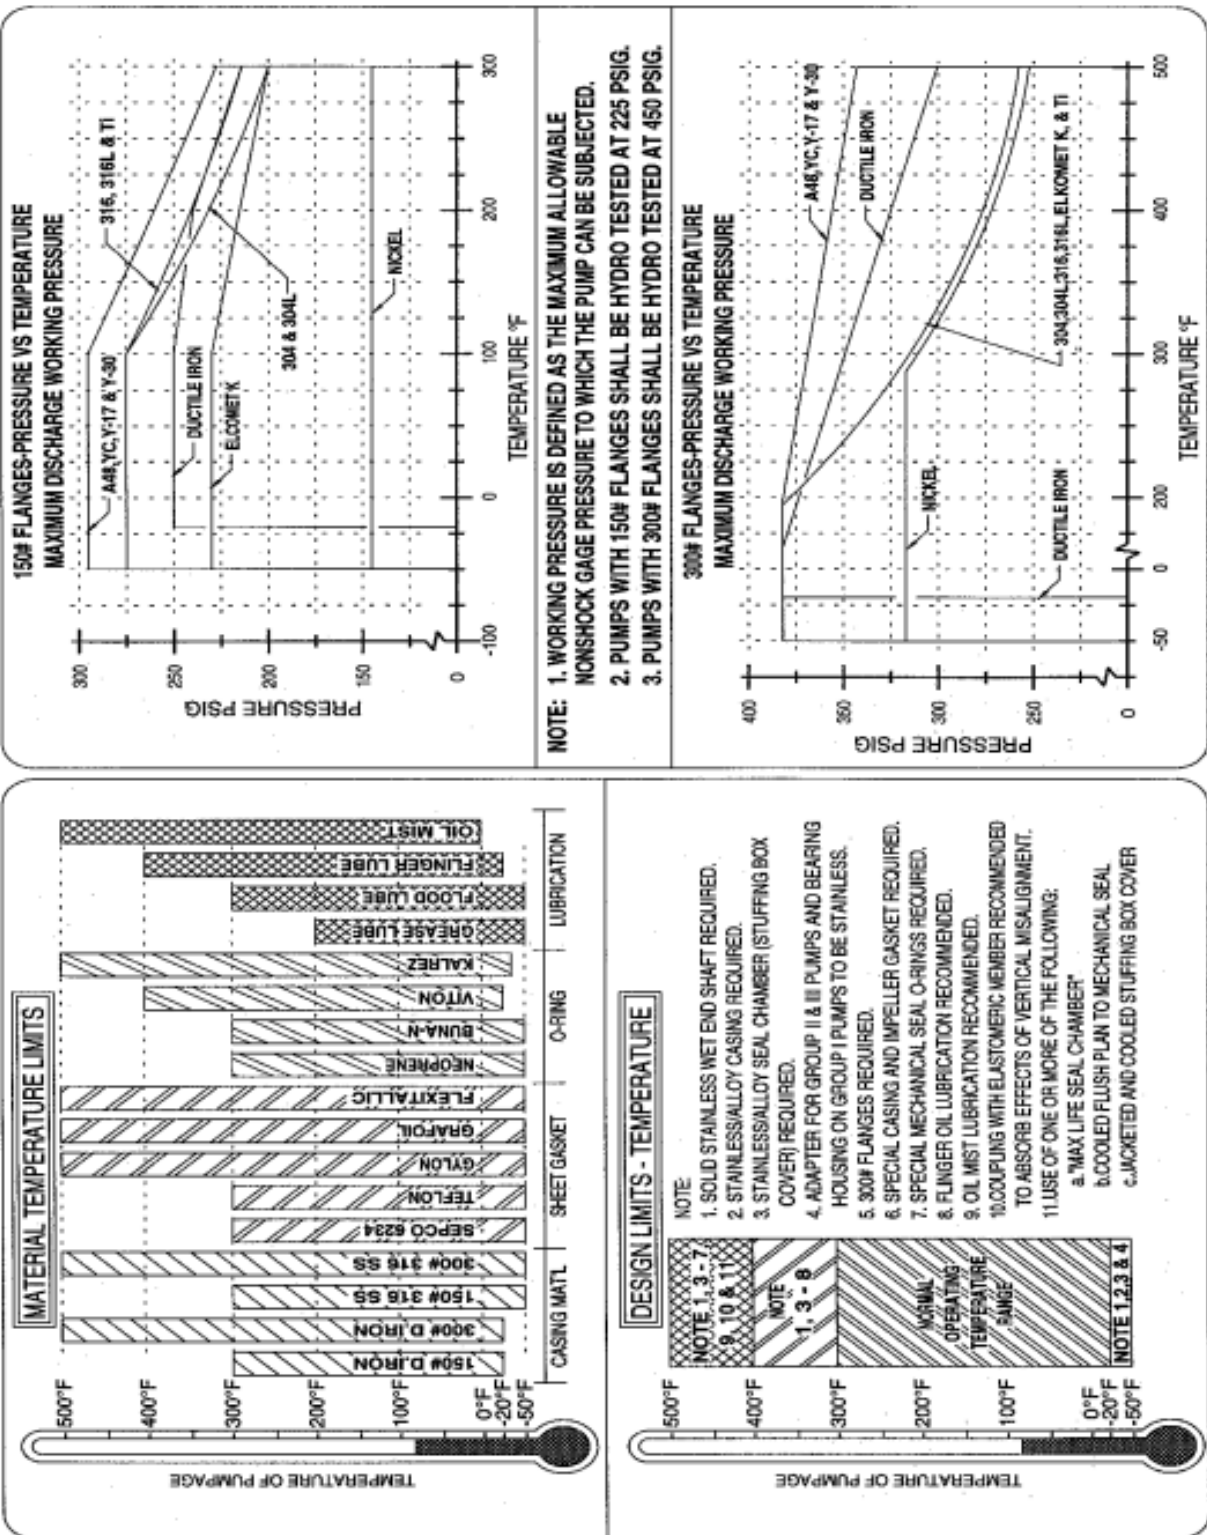 MATERIAL TEMPERATURE LIMITS
TEMPERATURE OF PUMPAGE
500°F
400°F
300°F
200°F
100°F
0°F
-20°F
-50°F
150# D.IRON
300# D.IRON
150# 316 SS
300# 316 SS
SEPCO 6234
TEFLON
GYLON
GRAFOIL
FLEXITALLIC
NEOPRENE
BUNA-N
VITON
KALREZ
GREASE LUBE
FLOOD LUBE
FLINGER LUBE
OIL MIST
CASING MAT'L
SHEET GASKET
O-RING
LUBRICATION
150# FLANGES-PRESSURE VS TEMPERATURE
MAXIMUM DISCHARGE WORKING PRESSURE
PRESSURE PSIG
300
250
200
150
0
A48,YC,Y-17 & Y-30
316, 316L & Ti
DUCTILE IRON
ELCOMET K
304 & 304L
NICKEL
-100
0
100
200
300
TEMPERATURE °F
NOTE: 1. WORKING PRESSURE IS DEFINED AS THE MAXIMUM ALLOWABLE
NONSHOCK GAGE PRESSURE TO WHICH THE PUMP CAN BE SUBJECTED.
2. PUMPS WITH 150# FLANGES SHALL BE HYDRO TESTED AT 225 PSIG.
3. PUMPS WITH 300# FLANGES SHALL BE HYDRO TESTED AT 450 PSIG.
DESIGN LIMITS - TEMPERATURE
TEMPERATURE OF PUMPAGE
500°F
400°F
300°F
200°F
100°F
0°F
-20°F
-50°F
NOTE 1, 3 - 7
9, 10 & 11
NOTE
1, 3 - 8
NORMAL
OPERATING
TEMPERATURE
RANGE
NOTE 1,2,3 & 4
NOTE:
1. SOLID STAINLESS WET END SHAFT REQUIRED.
2. STAINLESS/ALLOY CASING REQUIRED.
3. STAINLESS/ALLOY SEAL CHAMBER (STUFFING BOX
COVER) REQUIRED.
4. ADAPTER FOR GROUP II & III PUMPS AND BEARING
HOUSING ON GROUP I PUMPS TO BE STAINLESS.
5. 300# FLANGES REQUIRED.
6. SPECIAL CASING AND IMPELLER GASKET REQUIRED.
7. SPECIAL MECHANICAL SEAL O-RINGS REQUIRED.
8. FLINGER OIL LUBRICATION RECOMMENDED.
9. OIL MIST LUBRICATION RECOMMENDED.
10.COUPLING WITH ELASTOMERIC MEMBER RECOMMENDED
TO ABSORB EFFECTS OF VERTICAL MISALIGNMENT.
11.USE OF ONE OR MORE OF THE FOLLOWING:
a. "MAX LIFE SEAL CHAMBER"
b.COOLED FLUSH PLAN TO MECHANICAL SEAL
c.JACKETED AND COOLED STUFFING BOX COVER
300# FLANGES-PRESSURE VS TEMPERATURE
MAXIMUM DISCHARGE WORKING PRESSURE
PRESSURE PSIG
400
350
300
250
0
A48,YC,Y-17 & Y-30
DUCTILE IRON
NICKEL
DUCTILE IRON
304,304L,316,316L,ELKOMET K, & Ti
-50
0
200
300
400
500
TEMPERATURE °F